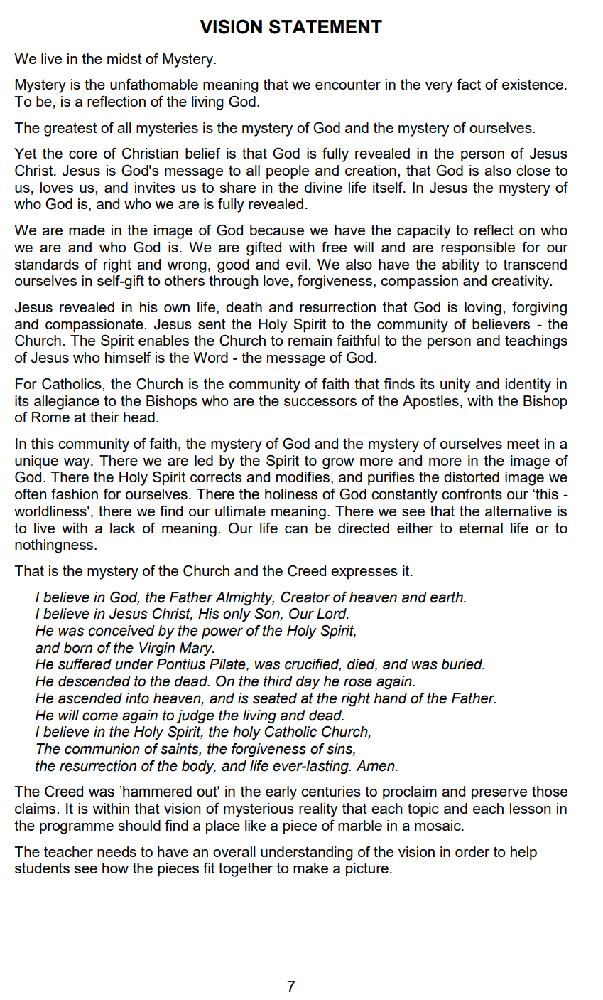 VISION STATEMENT
We live in the midst of Mystery.
Mystery is the unfathomable meaning that we encounter in the very fact of existence.
To be, is a reflection of the living God.
The greatest of all mysteries is the mystery of God and the mystery of ourselves.
Yet the core of Christian belief is that God is fully revealed in the person of Jesus
Christ. Jesus is God's message to all people and creation, that God is also close to
us, loves us, and invites us to share in the divine life itself. In Jesus the mystery of
who God is, and who we are is fully revealed.
We are made in the image of God because we have the capacity to reflect on who
we are and who God is. We are gifted with free will and are responsible for our
standards of right and wrong, good and evil. We also have the ability to transcend
ourselves in self-gift to others through love, forgiveness, compassion and creativity.
Jesus revealed in his own life, death and resurrection that God is loving, forgiving
and compassionate. Jesus sent the Holy Spirit to the community of believers - the
Church. The Spirit enables the Church to remain faithful to the person and teachings
of Jesus who himself is the Word - the message of God.
For Catholics, the Church is the community of faith that finds its unity and identity in
its allegiance to the Bishops who are the successors of the Apostles, with the Bishop
of Rome at their head.
In this community of faith, the mystery of God and the mystery of ourselves meet in a
unique way. There we are led by the Spirit to grow more and more in the image of
God. There the Holy Spirit corrects and modifies, and purifies the distorted image we
often fashion for ourselves. There the holiness of God constantly confronts our ‘this -
worldliness', there we find our ultimate meaning. There we see that the alternative is
to live with a lack of meaning. Our life can be directed either to eternal life or to
nothingness.
That is the mystery of the Church and the Creed expresses it.
I believe in God, the Father Almighty, Creator of heaven and earth.
I believe in Jesus Christ, His only Son, Our Lord.
He was conceived by the power of the Holy Spirit,
and born of the Virgin Mary.
He suffered under Pontius Pilate, was crucified, died, and was buried.
He descended to the dead. On the third day he rose again.
He ascended into heaven, and is seated at the right hand of the Father.
He will come again to judge the living and dead.
I believe in the Holy Spirit, the holy Catholic Church,
The communion of saints, the forgiveness of sins,
the resurrection of the body, and life ever-lasting. Amen.
The Creed was ’hammered out' in the early centuries to proclaim and preserve those
claims. It is within that vision of mysterious reality that each topic and each lesson in
the programme should find a place like a piece of marble in a mosaic.
The teacher needs to have an overall understanding of the vision in order to help
students see how the pieces fit together to make a picture.
7